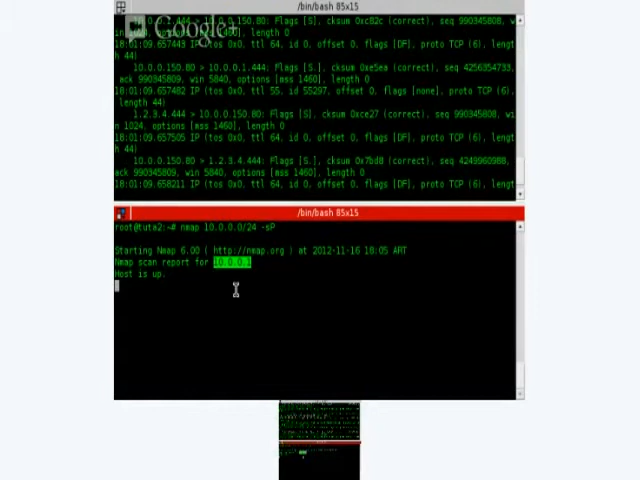 /bin/bash 85x15
10.0.0.1.444 > 10.0.0.150.80: Flags [S], cksum 0xc82c (correct), seq 990345808, w
Google+
18:01:09.657443 IP (tos 0x0, ttl 64, id 0, offset 0, flags [DF], proto TCP (6), lengt
h 44)
10.0.0.150.80 > 10.0.0.1.444: Flags [S.], cksum 0xe5ea (correct), seq 4256354733,
ack 990345809, win 5840, options [mss 1460], length 0
18:01:09.657482 IP (tos 0x0, ttl 55, id 55297, offset 0, flags [none], proto TCP (6),
length 44)
1.2.3.4.444 > 10.0.0.150.80: Flags [S], cksum 0xce27 (correct), seq 990345808, wi
n 1024, options [mss 1460], length 0
18:01:09.657505 IP (tos 0x0, ttl 64, id 0, offset 0, flags [DF], proto TCP (6), lengt
h 44)
10.0.0.150.80 > 1.2.3.4.444: Flags [S.], cksum 0x7bd8 (correct), seq 4249960988,
ack 990345809, win 5840, options [mss 1460], length 0
18:01:09.658211 IP (tos 0x0, ttl 64, id 0, offset 0, flags [DF], proto TCP (6), lengt
/bin/bash 85x15
root@tuta2:~# nmap 10.0.0.0/24 -sP
Starting Nmap 6.00 ( http://nmap.org ) at 2012-11-16 18:05 ART
Nmap scan report for 10.0.0.1
Host is up.